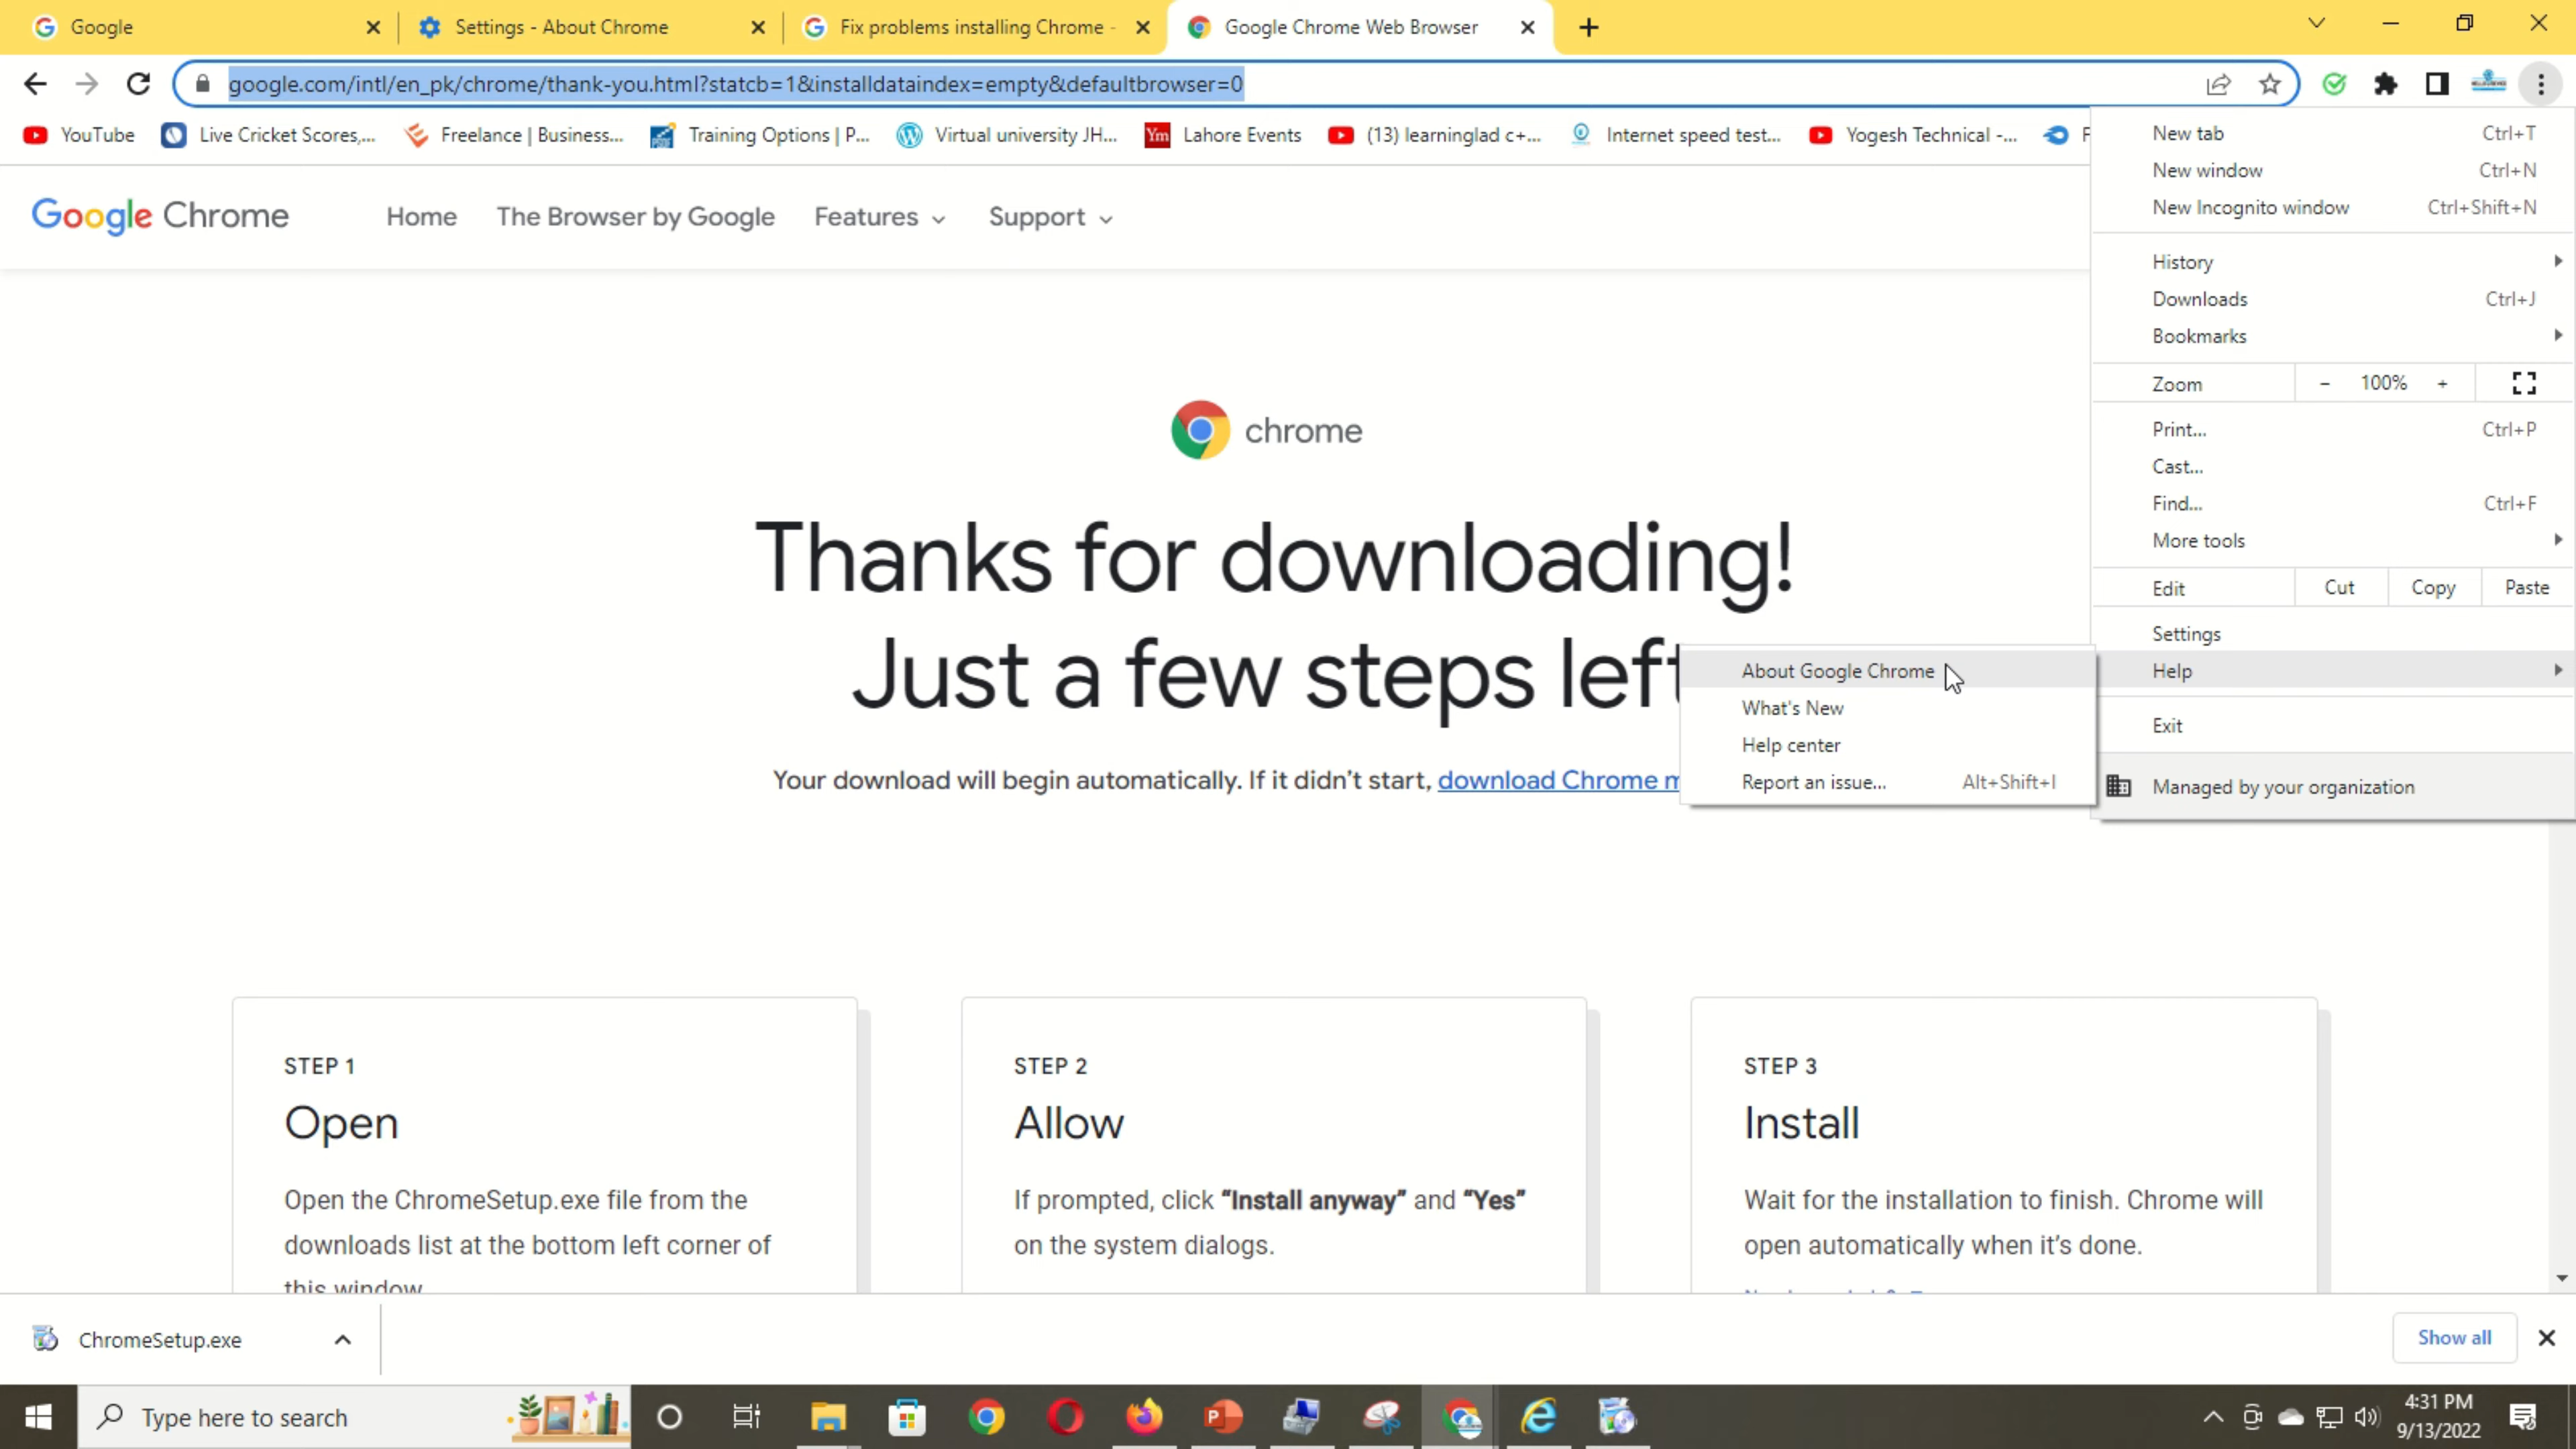 Google
Settings - About Chrome
Fix problems installing Chrome -
Google Chrome Web Browser
google.com/intl/en_pk/chrome/thank-you.html?statcb=1&installdataindex=empty&defaultbrowser=0
YouTube
Live Cricket Scores,...
Freelance | Business...
Training Options | P...
Virtual university JH...
Ym
Lahore Events
(13) learninglad c+...
Internet speed test...
Yogesh Technical -...
F
Google Chrome
Home
The Browser by Google
Features
Support
New tab Ctrl+T
New window Ctrl+N
New Incognito window Ctrl+Shift+N
History
Downloads Ctrl+J
Bookmarks
Zoom - 100% +
Print... Ctrl+P
Cast...
Find... Ctrl+F
More tools
Edit Cut Copy Paste
Settings
Help
Exit
Managed by your organization
About Google Chrome
What's New
Help center
Report an issue... Alt+Shift+I
chrome
Thanks for downloading!
Just a few steps left
Your download will begin automatically. If it didn't start, download Chrome m
STEP 1
Open
Open the ChromeSetup.exe file from the
downloads list at the bottom left corner of
this window
STEP 2
Allow
If prompted, click “Install anyway” and “Yes”
on the system dialogs.
STEP 3
Install
Wait for the installation to finish. Chrome will
open automatically when it's done.
ChromeSetup.exe
Show all
Type here to search
4:31 PM
9/13/2022